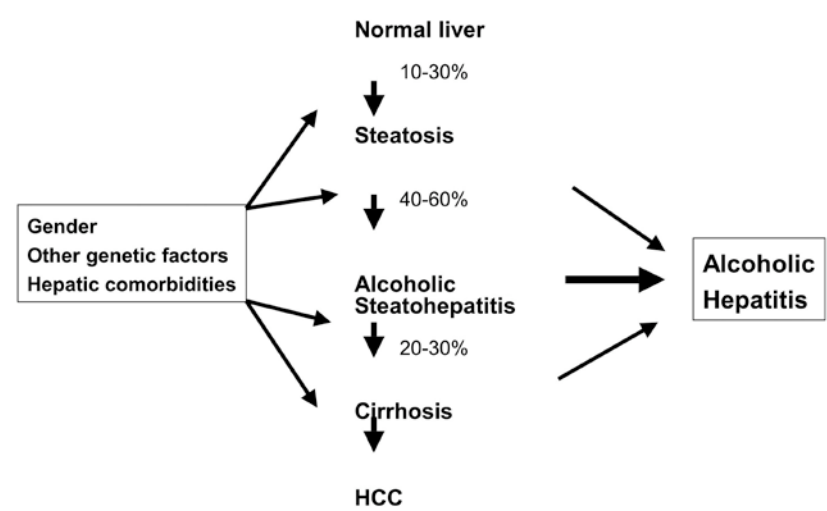 Normal liver
10-30%
Steatosis
40-60%
Gender
Other genetic factors
Hepatic comorbidities
Alcoholic
Steatohepatitis
Alcoholic
Hepatitis
20-30%
Cirrhosis
HCC